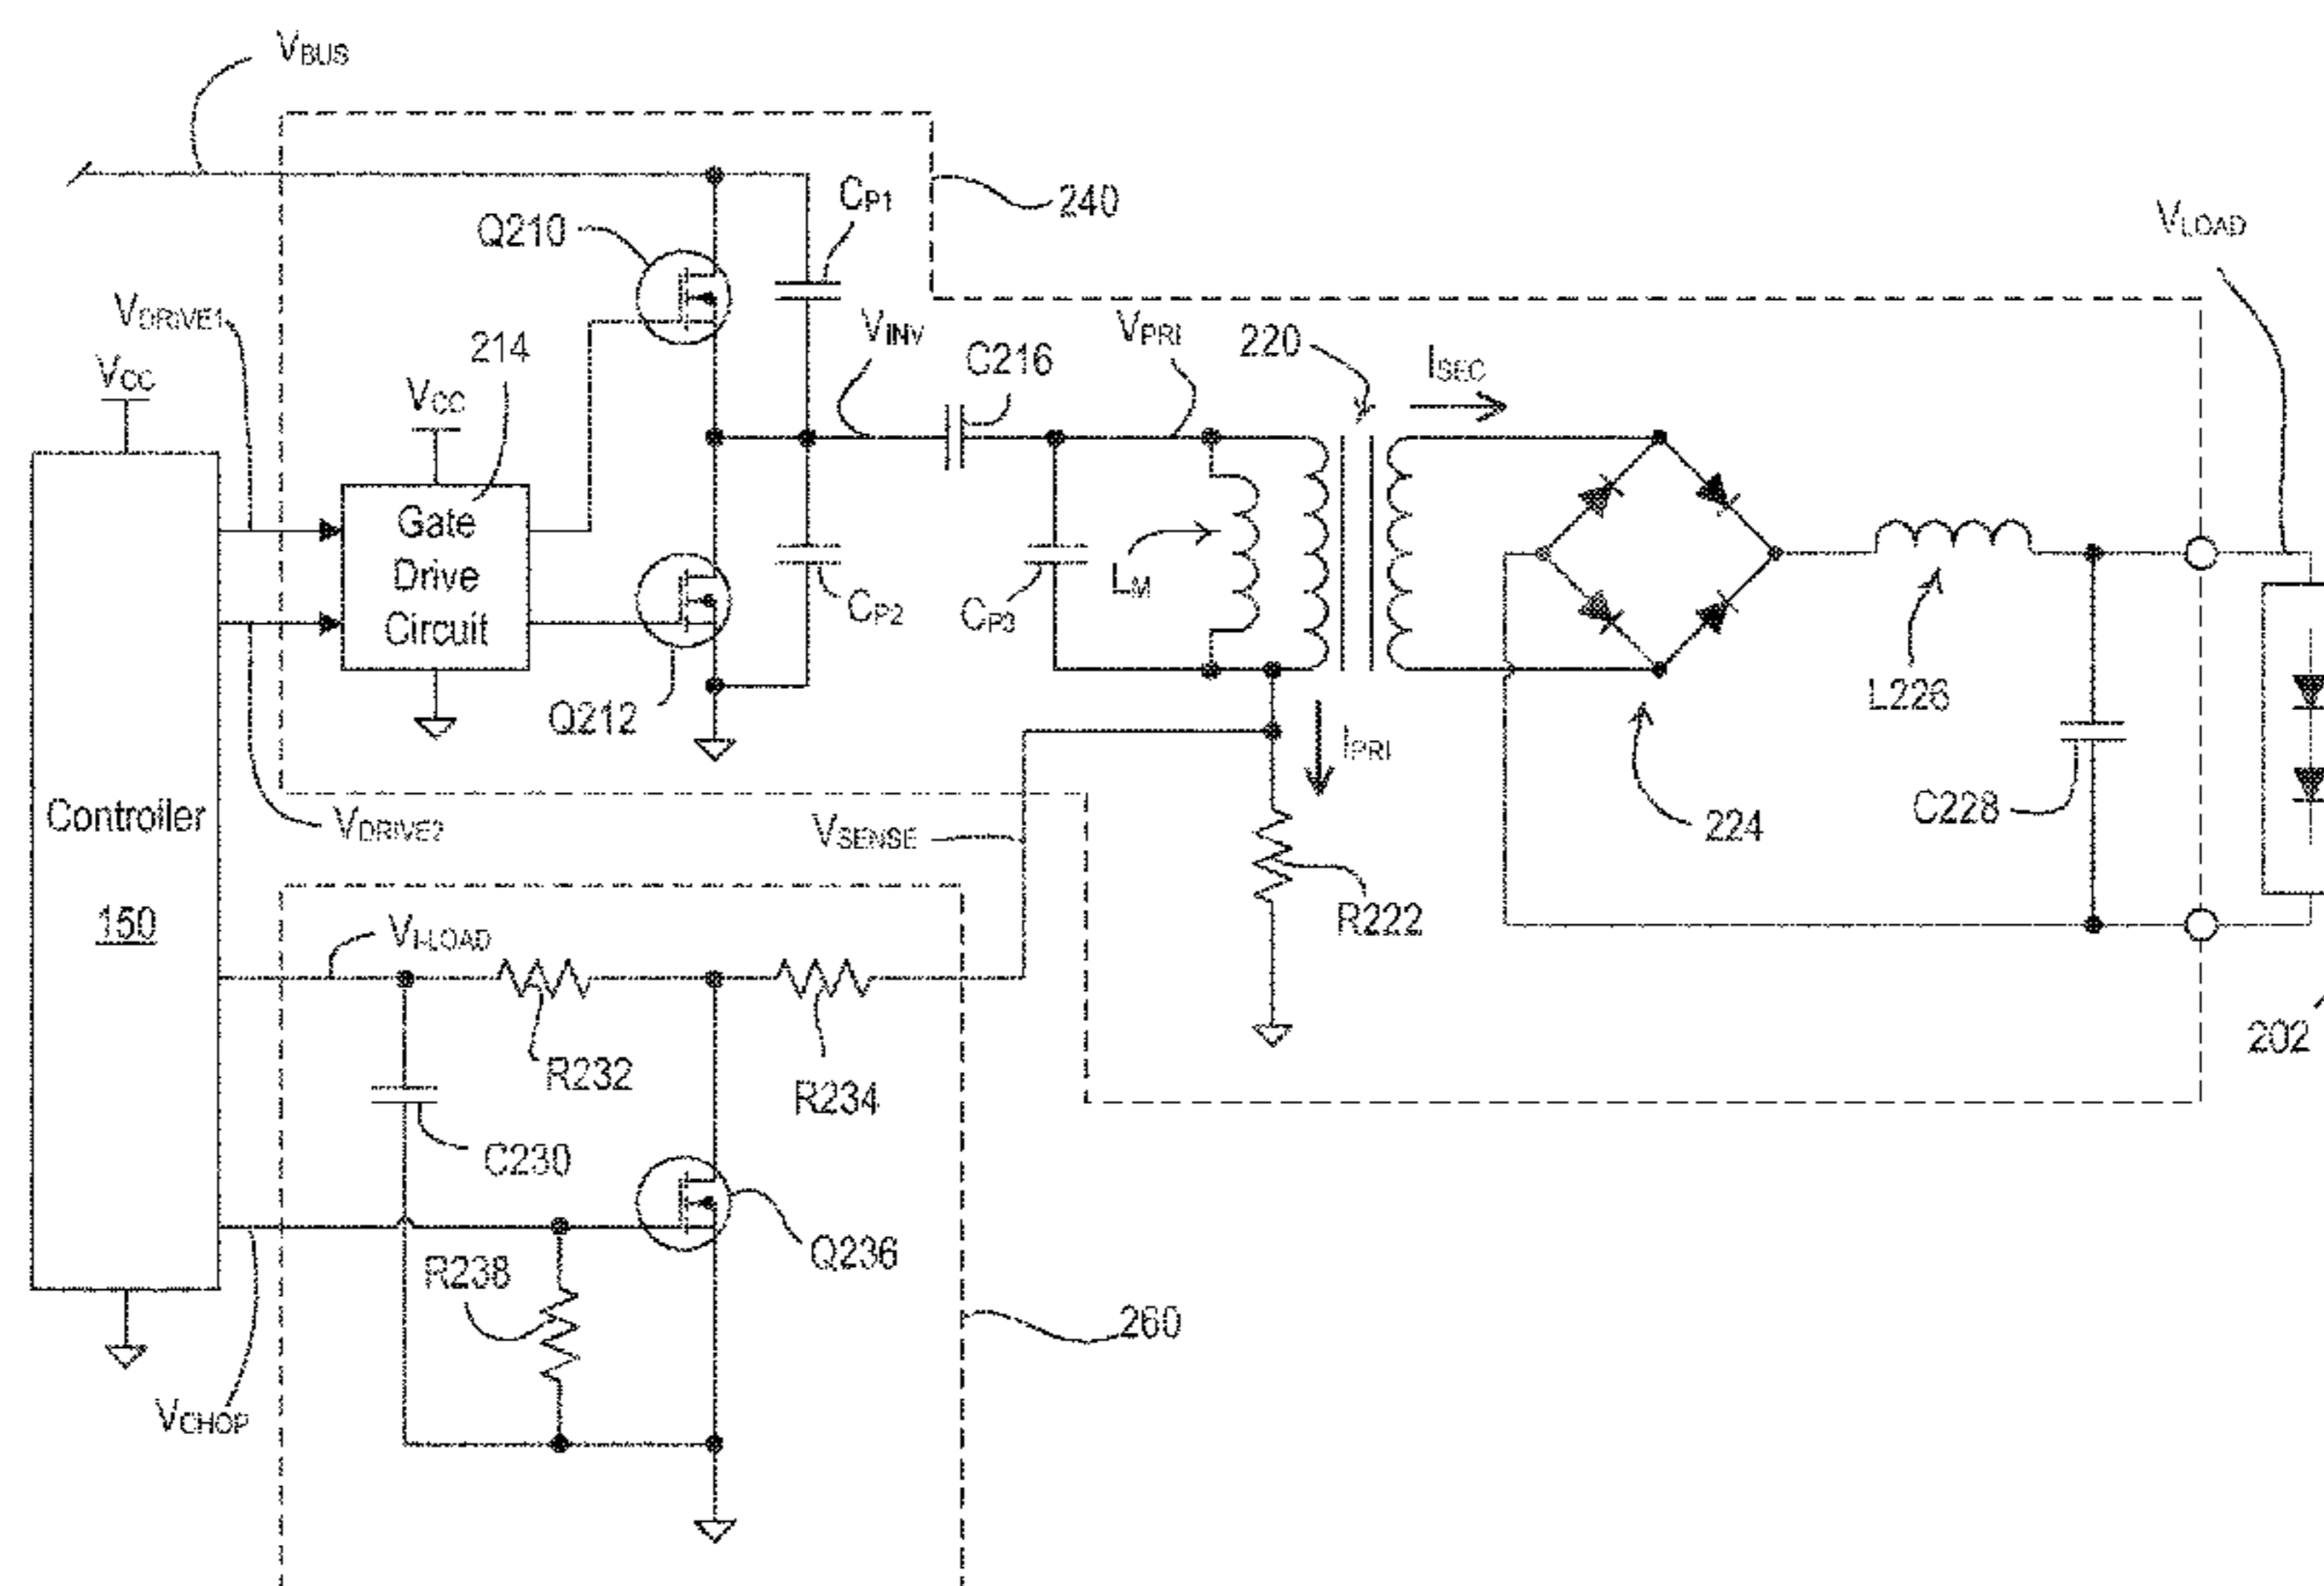 VBUS
CP1
240
Q210
VLOAD
VDRIVE1
214
VINV
VPRI
220
ISEC
C216
VCC
VCC
Gate
Drive
Circuit
LM
CP2
CP3
Q212
L226
IPRI
Controller
VDRIVE2
VSENSE
224
C228
150
VI-LOAD
R222
202
R232
R234
C230
Q236
R238
260
VCHOP